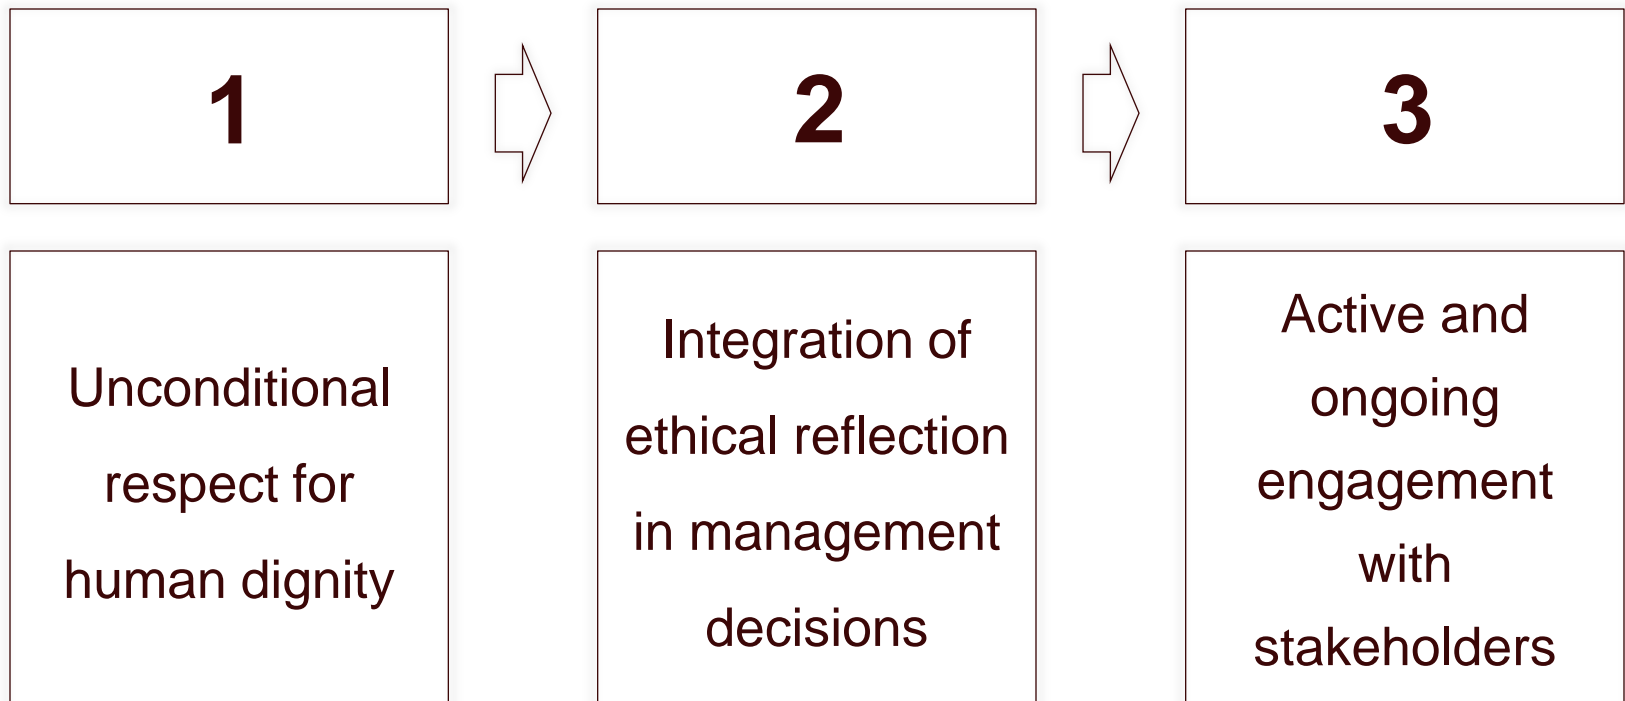 1
2
3
Unconditional
respect for
human dignity
Integration of
ethical reflection
in management
decisions
Active and
ongoing
engagement
with
stakeholders